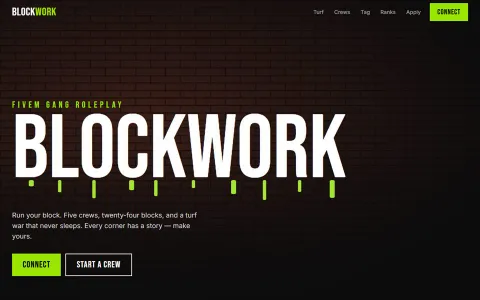 BLOCKWORK
Turf Crews Tag Ranks Apply CONNECT
FIVEM GANG ROLEPLAY
BLOCKWORK
Run your block. Five crews, twenty-four blocks, and a turf
war that never sleeps. Every corner has a story — make
yours.
CONNECT START A CREW